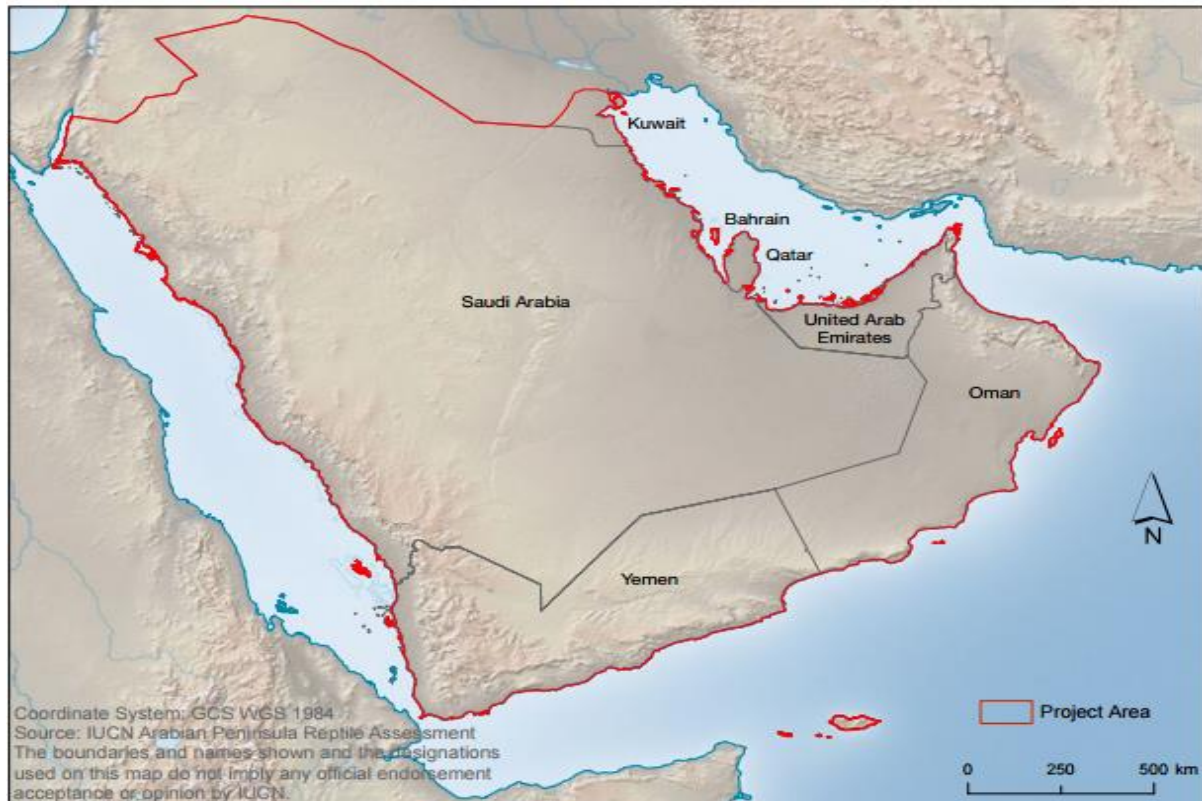 Kuwait
Bahrain
Qatar
Saudi Arabia
United Arab
Emirates
Oman
Yemen
N
Project Area
0 250 500 km
Coordinate System: GCS WGS 1984
Source: IUCN Arabian Peninsula Reptile Assessment
The boundaries and names shown and the designations
used on this map do not imply any official endorsement
acceptance or opinion by IUCN.